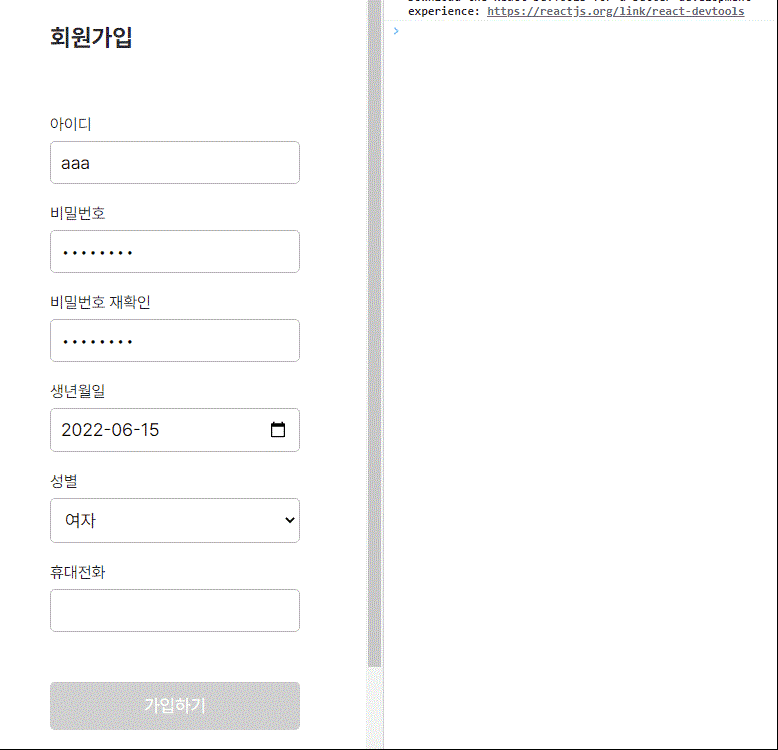 회원가입
아이디
aaa
비밀번호
••••••••
비밀번호 재확인
••••••••
생년월일
2022-06-15
성별
여자
휴대전화
가입하기
experience: https://reactjs.org/link/react-devtools